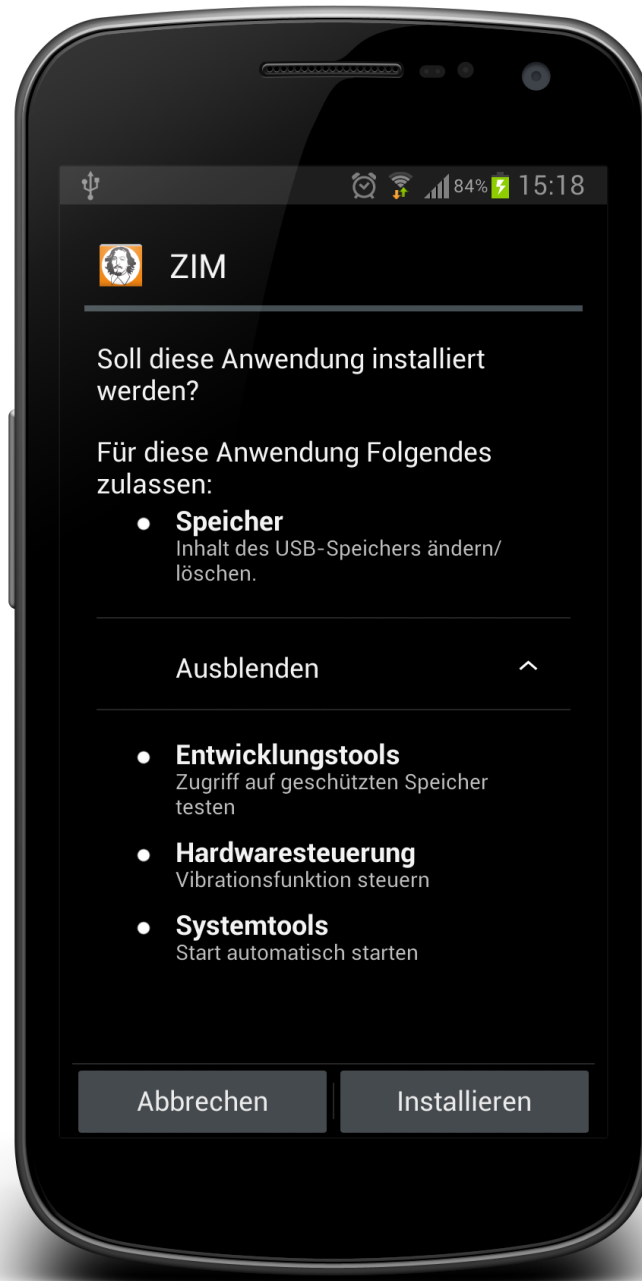 84% 15:18
ZIM
Soll diese Anwendung installiert
werden?
Für diese Anwendung Folgendes
zulassen:
Speicher
Inhalt des USB-Speichers ändern/
löschen.
Ausblenden
Entwicklungstools
Zugriff auf geschützten Speicher
testen
Hardwaresteuerung
Vibrationsfunktion steuern
Systemtools
Start automatisch starten
Abbrechen Installieren